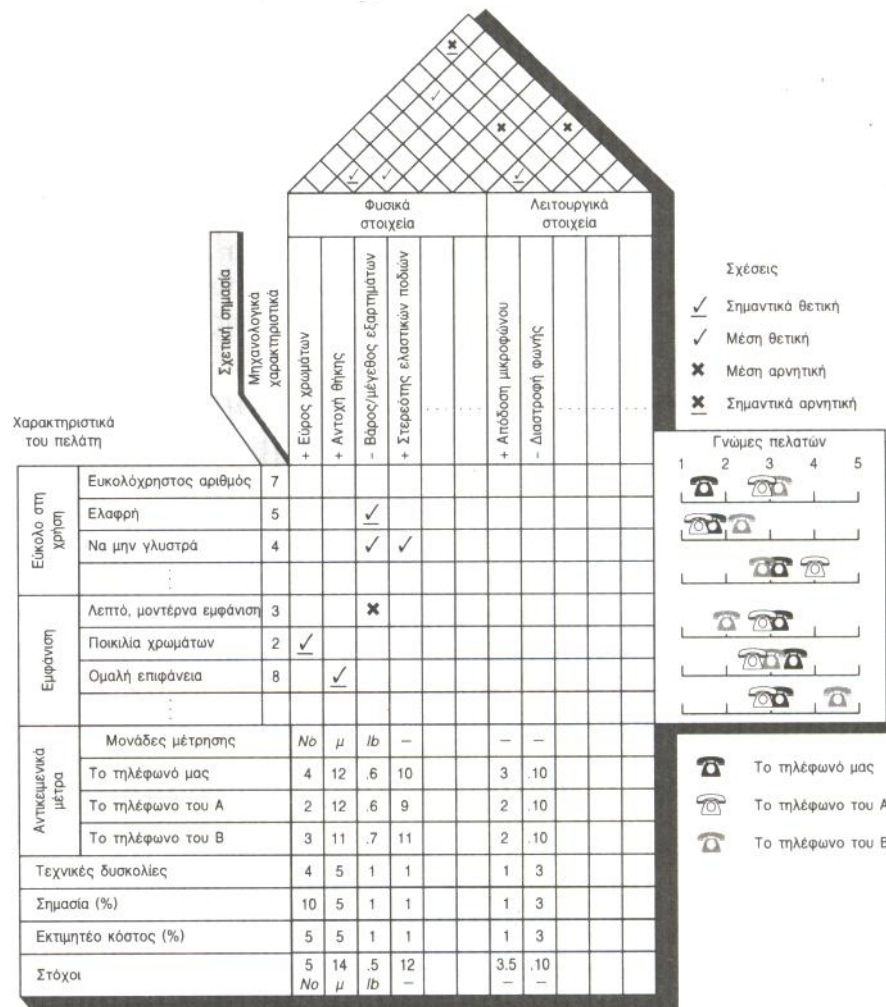 Φυσικά
στοιχεία
Λειτουργικά
στοιχεία
Σχετική σημασία
Μηχανολογικά
χαρακτηριστικά
+ Εύρος χρωμάτων
+ Αντοχή θήκης
− Βάρος/μέγεθος εξαρτημάτων
+ Στερεότης ελαστικών ποδιών
+ Απόδοση μικροφώνου
− Διαστροφή φωνής
Σχέσεις
✓ Σημαντικά θετική
✓ Μέση θετική
✖ Μέση αρνητική
✖ Σημαντικά αρνητική
Χαρακτηριστικά
του πελάτη
Γνώμες πελατών
1 2 3 4 5
Εύκολο στη
χρήση
Ευκολόχρηστος αριθμός 7
Ελαφρή 5 ✓
Να μην γλυστρά 4 ✓ ✓
Εμφάνιση
Λεπτό, μοντέρνα εμφάνιση 3 ✖
Ποικιλία χρωμάτων 2 ✓
Ομαλή επιφάνεια 8 ✓
Αντικειμενικά
μέτρα
Μονάδες μέτρησης No μ lb − − −
Το τηλέφωνό μας 4 12 .6 10 3 .10
Το τηλέφωνο του Α 2 12 .6 9 2 .10
Το τηλέφωνο του Β 3 11 .7 11 2 .10
Τεχνικές δυσκολίες 4 5 1 1 1 3
Σημασία (%) 10 5 1 1 1 3
Εκτιμητέο κόστος (%) 5 5 1 1 1 3
Στόχοι 5 14 .5 12 3.5 .10
No μ lb − − −
Το τηλέφωνό μας
Το τηλέφωνο του Α
Το τηλέφωνο του Β